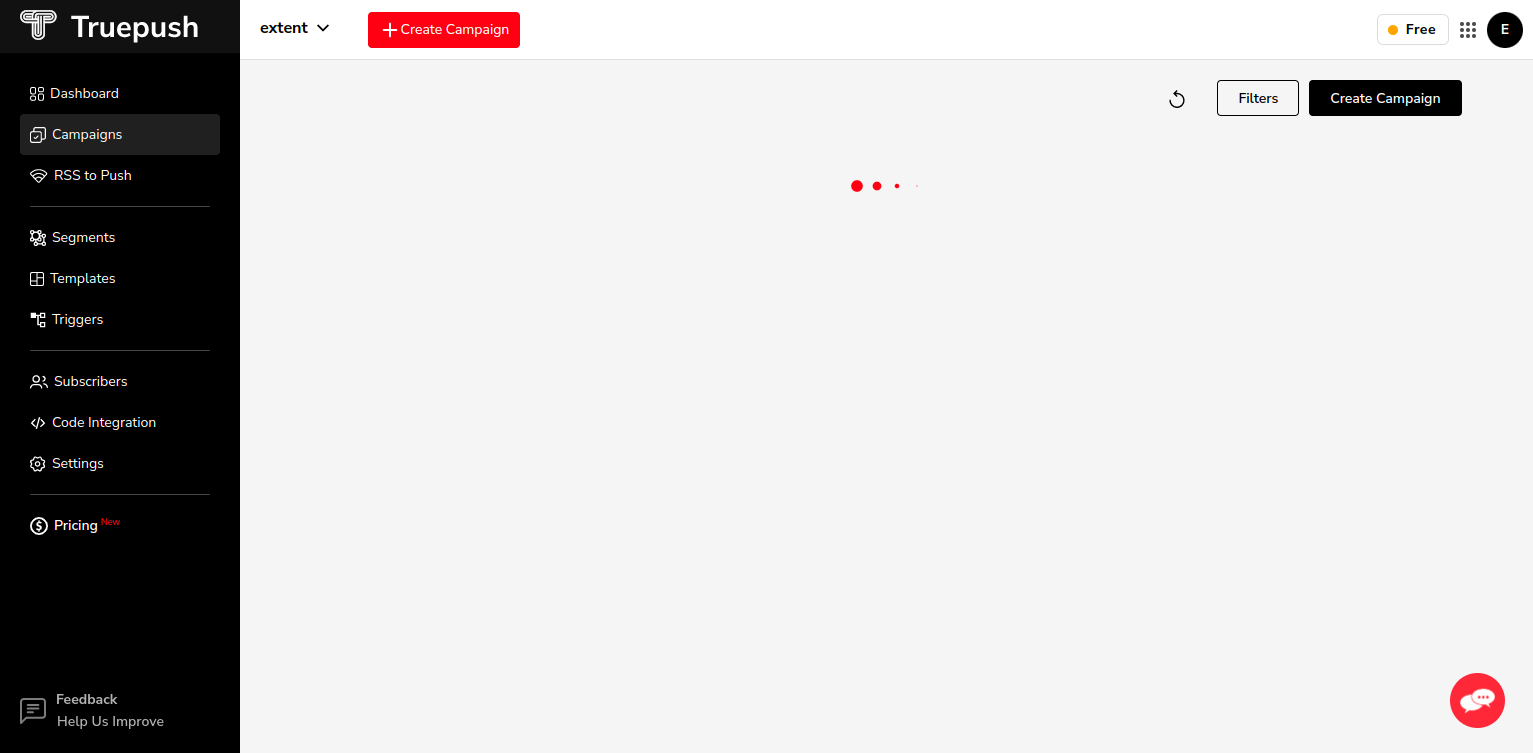 Truepush
extent
Create Campaign
Free
E
Dashboard
Campaigns
RSS to Push
Segments
Templates
Triggers
Subscribers
Code Integration
Settings
Pricing New
Filters
Create Campaign
Feedback
Help Us Improve